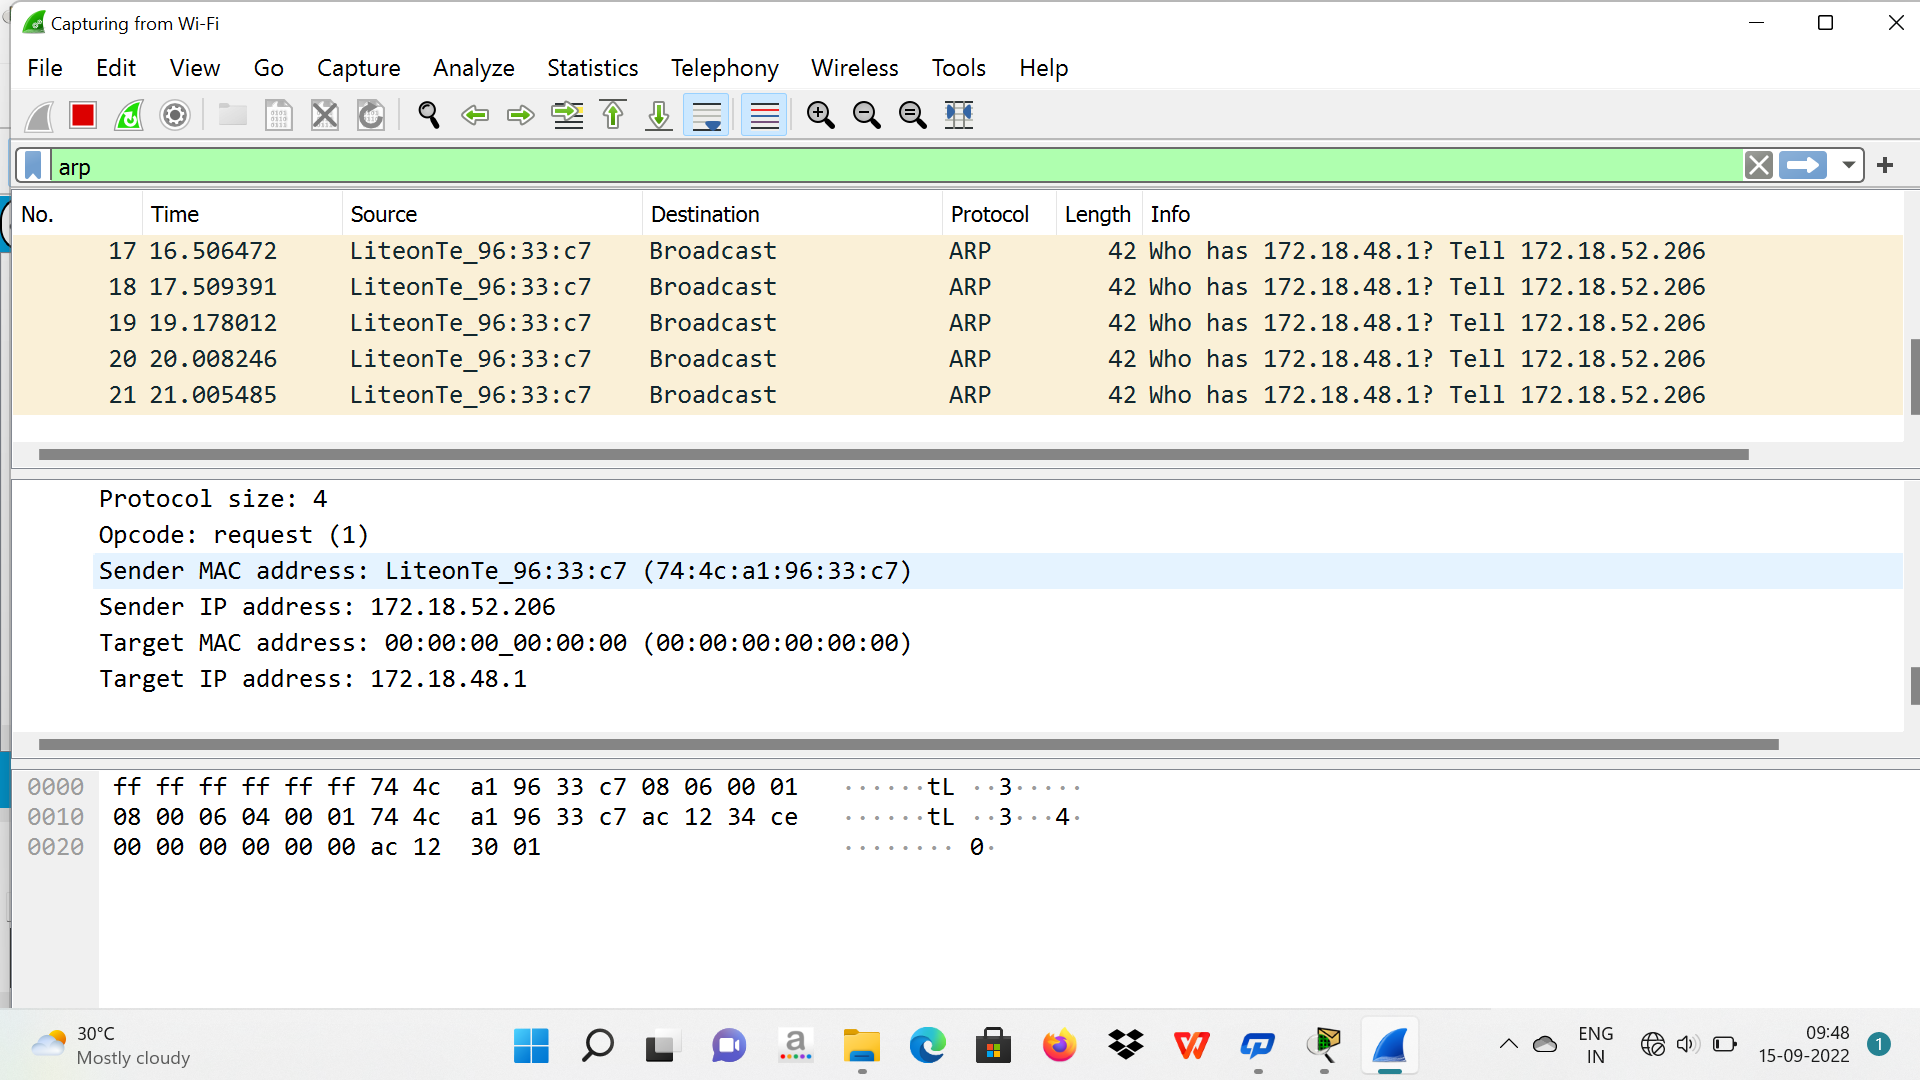 Capturing from Wi-Fi
File Edit View Go Capture Analyze Statistics Telephony Wireless Tools Help
arp
No. Time Source Destination Protocol Length Info
17 16.506472 LiteonTe_96:33:c7 Broadcast ARP 42 Who has 172.18.48.1? Tell 172.18.52.206
18 17.509391 LiteonTe_96:33:c7 Broadcast ARP 42 Who has 172.18.48.1? Tell 172.18.52.206
19 19.178012 LiteonTe_96:33:c7 Broadcast ARP 42 Who has 172.18.48.1? Tell 172.18.52.206
20 20.008246 LiteonTe_96:33:c7 Broadcast ARP 42 Who has 172.18.48.1? Tell 172.18.52.206
21 21.005485 LiteonTe_96:33:c7 Broadcast ARP 42 Who has 172.18.48.1? Tell 172.18.52.206
Protocol size: 4
Opcode: request (1)
Sender MAC address: LiteonTe_96:33:c7 (74:4c:a1:96:33:c7)
Sender IP address: 172.18.52.206
Target MAC address: 00:00:00_00:00:00 (00:00:00:00:00:00)
Target IP address: 172.18.48.1
0000 ff ff ff ff ff ff 74 4c a1 96 33 c7 08 06 00 01 ······tL ··3·····
0010 08 00 06 04 00 01 74 4c a1 96 33 c7 ac 12 34 ce ······tL ··3···4·
0020 00 00 00 00 00 00 ac 12 30 01 ········ 0·
30°C
Mostly cloudy
ENG
IN
09:48
15-09-2022
1